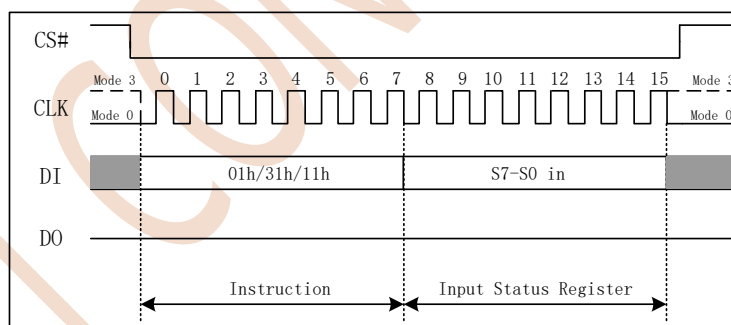 CS#
Mode 3 0 1 2 3 4 5 6 7 8 9 10 11 12 13 14 15 Mode 3
CLK
Mode 0 Mode 0
DI 01h/31h/11h S7-S0 in
DO
Instruction Input Status Register